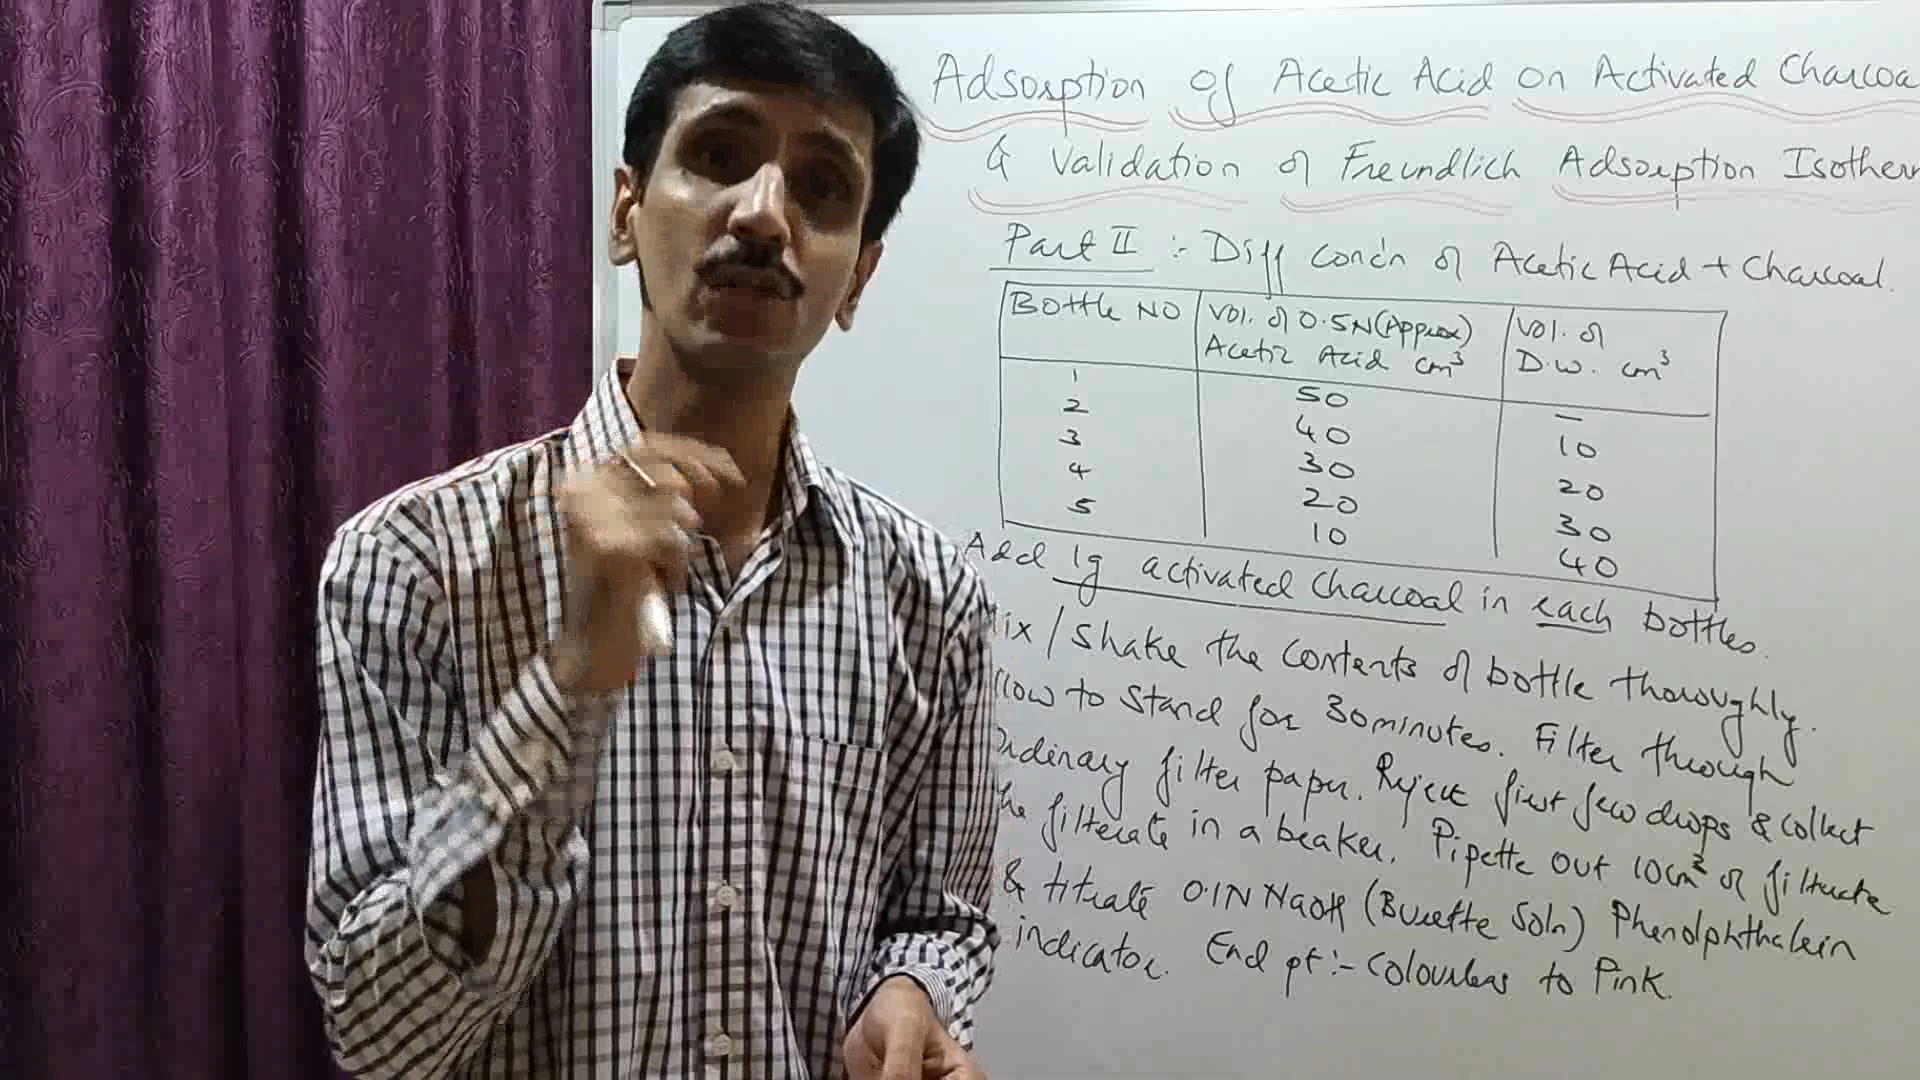 Adsorption of Acetic Acid on Activated Charcoa
& Validation of Freundlich Adsorption Isother
Part II :- Diff conc'n of Acetic Acid + Charcoal.
Bottle NO Vol. of 0.5N (Approx) Acetic Acid cm³ Vol. of D.W. cm³
1 50 —
2 40 10
3 30 20
4 20 30
5 10 40
Add 1g activated charcoal in each bottles.
ix / shake the contents of bottle thoroughly.
llow to stand for 30minutes. Filter through
ordinary filter paper. Reject first few drops & collect
he filterate in a beaker. Pipette out 10cm³ of filtrate
& titrate 0.1N NaOH (Burette Soln) Phenolphthalein
indicator. End pt :- Colourless to Pink.